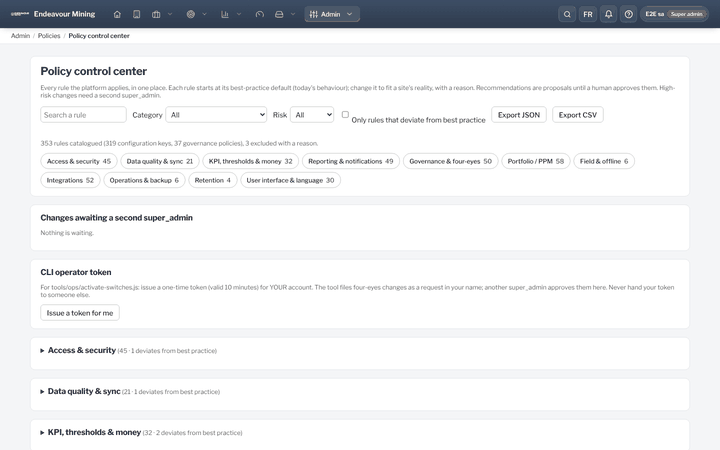 Endeavour Mining
Admin
FR
E2E sa
Super admin
Admin / Policies / Policy control center
Policy control center
Every rule the platform applies, in one place. Each rule starts at its best-practice default (today's behaviour); change it to fit a site's reality, with a reason. Recommendations are proposals until a human approves them. High-
risk changes need a second super_admin.
Search a rule
Category All
Risk All
Only rules that deviate from best practice
Export JSON
Export CSV
353 rules catalogued (319 configuration keys, 37 governance policies), 3 excluded with a reason.
Access & security 45
Data quality & sync 21
KPI, thresholds & money 32
Reporting & notifications 49
Governance & four-eyes 50
Portfolio / PPM 58
Field & offline 6
Integrations 52
Operations & backup 6
Retention 4
User interface & language 30
Changes awaiting a second super_admin
Nothing is waiting.
CLI operator token
For tools/ops/activate-switches.js: issue a one-time token (valid 10 minutes) for YOUR account. The tool files four-eyes changes as a request in your name; another super_admin approves them here. Never hand your token
to someone else.
Issue a token for me
Access & security (45 · 1 deviates from best practice)
Data quality & sync (21 · 1 deviates from best practice)
KPI, thresholds & money (32 · 2 deviates from best practice)